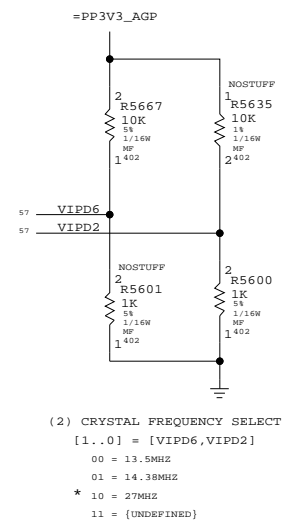 =PP3V3_AGP
NOSTUFF
2
R5667
10K
5%
1/16W
MF
1 402
1
R5635
10K
1%
1/16W
MF
2 402
57 VIPD6
57 VIPD2
NOSTUFF
2
R5601
1K
5%
1/16W
MF
1 402
2
R5600
1K
5%
1/16W
MF
1 402
(2) CRYSTAL FREQUENCY SELECT
[1..0] = [VIPD6,VIPD2]
00 = 13.5MHZ
01 = 14.38MHZ
* 10 = 27MHZ
11 = {UNDEFINED}